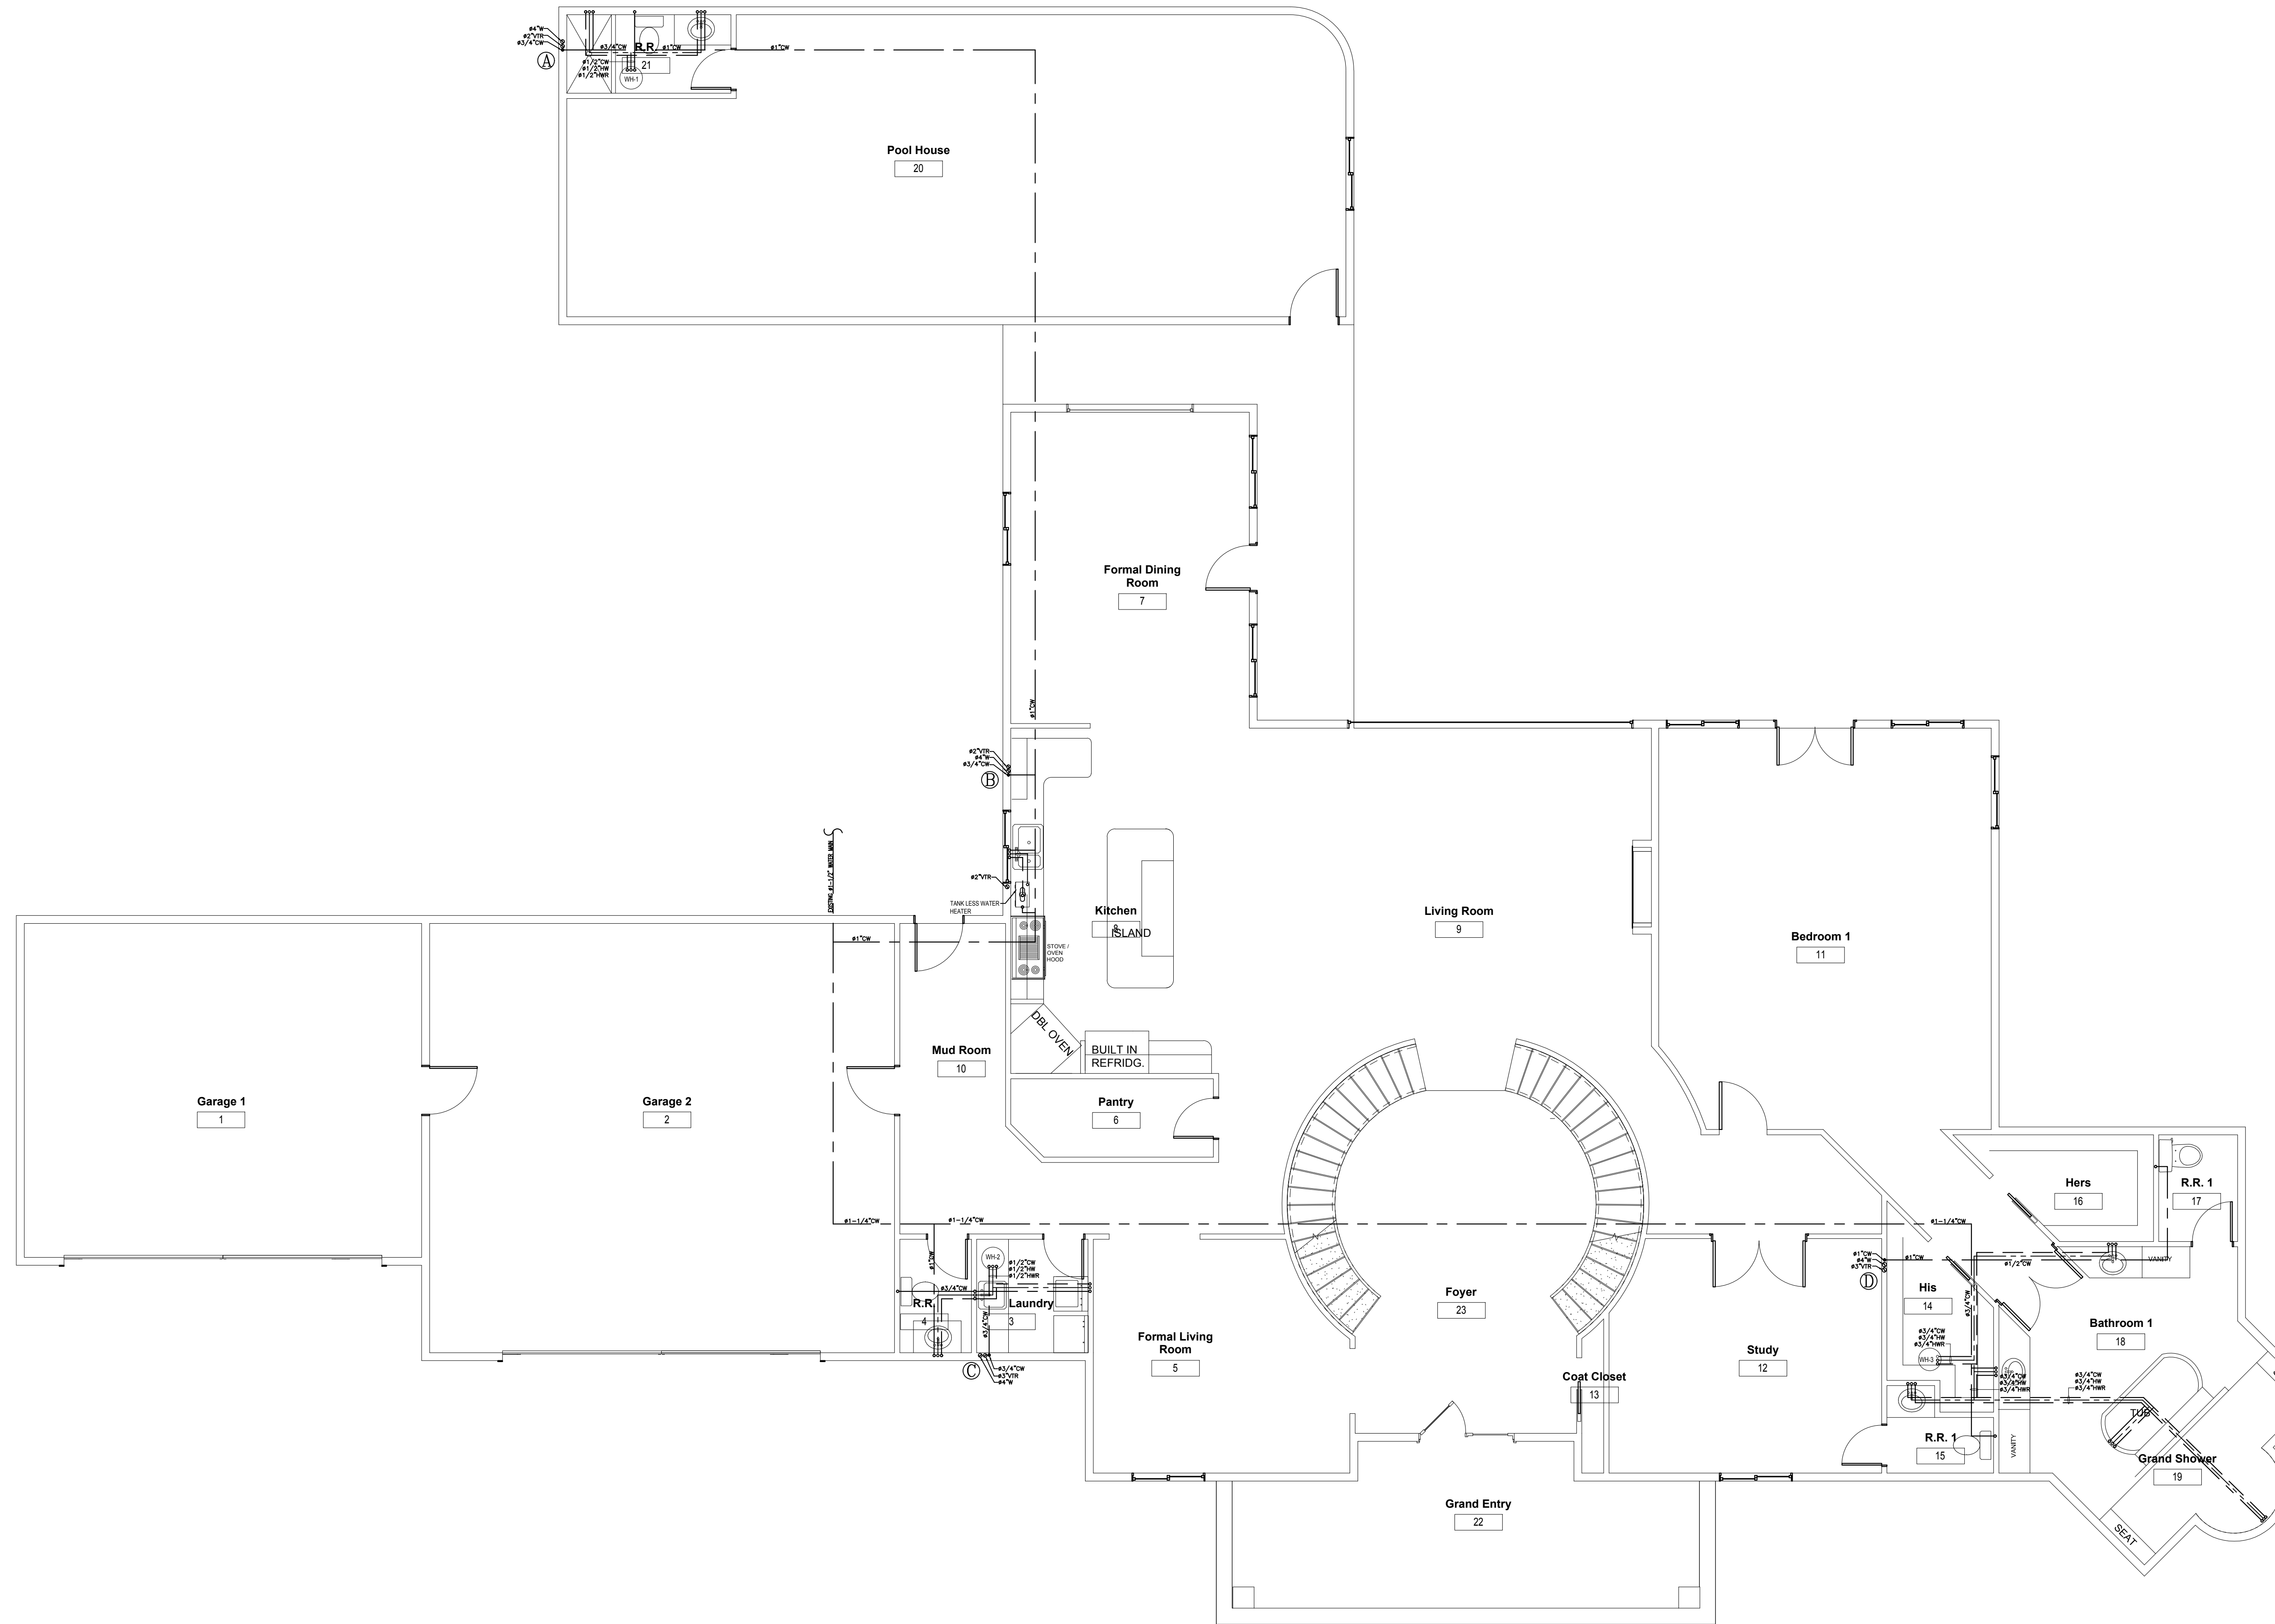 ø4"W
ø2"VTR
ø3/4"CW
A
ø3/4"CW
R.R.
ø1"CW
ø1"CW
21
ø1/2"CW
ø1/2"HW
ø1/2"HWR
WH-1
Pool House
20
Formal Dining
Room
7
ø1"CW
ø2"VTR
ø4"W
ø3/4"CW
B
EXISTING ø1-1/2" WATER MAIN
ø2"VTR
TANK LESS WATER
HEATER
Kitchen
8
ISLAND
STOVE /
OVEN
HOOD
Living Room
9
Bedroom 1
11
ø1"CW
DBL OVEN
BUILT IN
REFRIDG.
Mud Room
10
Garage 1
1
Garage 2
2
Pantry
6
Hers
16
R.R. 1
17
ø1-1/4"CW
ø1-1/4"CW
ø1-1/4"CW
ø1"CW
WH-2
ø1/2"CW
ø1/2"HW
ø1/2"HWR
ø3/4"CW
R.R.
4
Laundry
3
ø3/4"CW
C
ø3/4"CW
ø3"VTR
ø4"W
Foyer
23
Formal Living
Room
5
Study
12
Coat Closet
13
ø1"CW
ø4"W
ø3"VTR
D
ø1"CW
ø1/2"CW
VANITY
His
14
ø3/4"CW
ø3/4"CW
ø3/4"HW
ø3/4"HWR
WH-3
Bathroom 1
18
ø3/4"CW
ø3/4"HW
ø3/4"HWR
ø3/4"CW
ø3/4"HW
ø3/4"HWR
TUB
R.R. 1
15
VANITY
Grand Shower
19
SEAT
Grand Entry
22